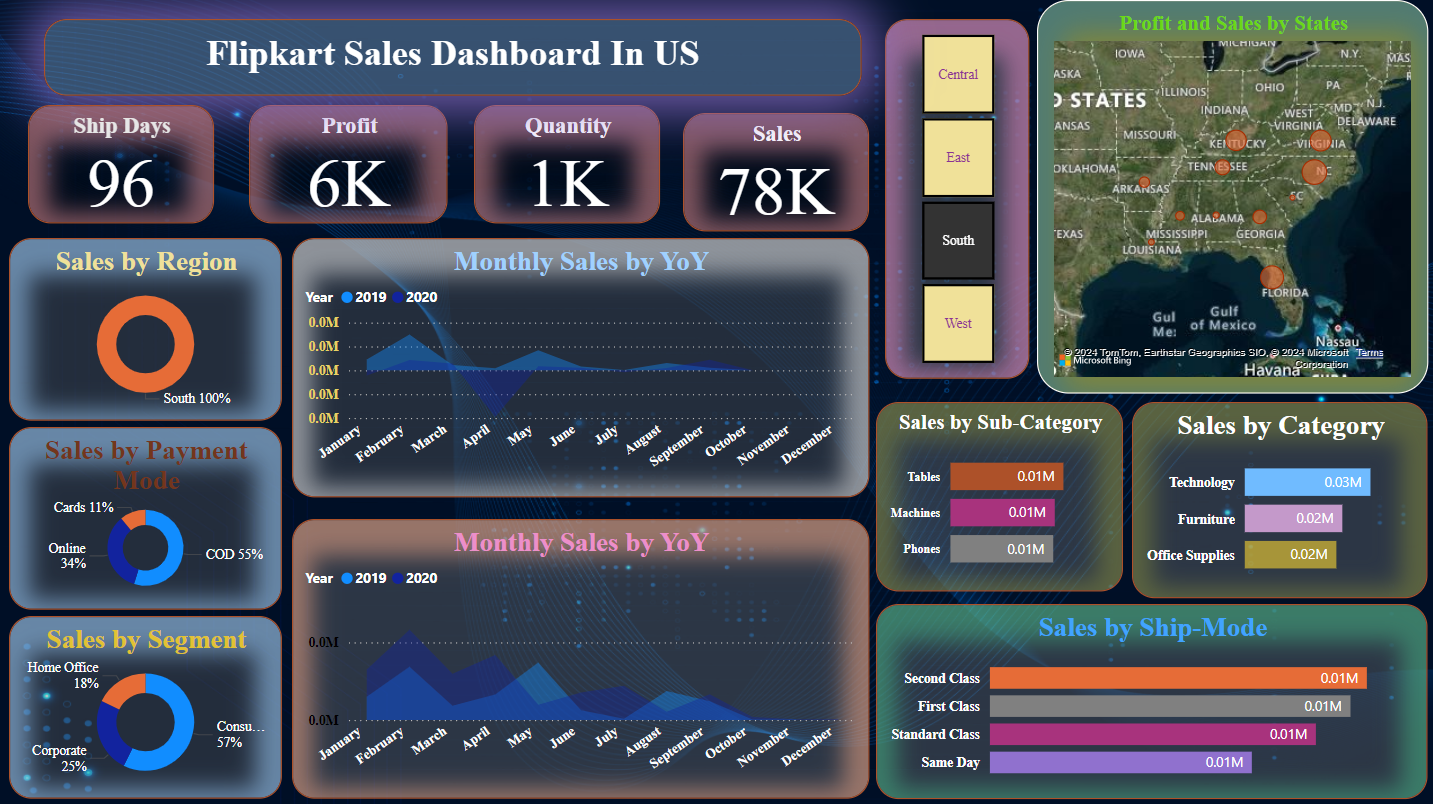 Flipkart Sales Dashboard In US
Ship Days
96
Profit
6K
Quantity
1K
Sales
78K
Central
East
South
West
Profit and Sales by States
MICHIGAN
IOWA
N.Y.
MAS
ASKA
ILLINOIS
OHIO
PA
D STATES
INDIANA
N.J.
MD
ANSAS
MISSOURI
WEST
VIRGINIA
DELAWARE
KENTUCKY
VIRGINIA
OKLAHOMA
TENNESSEE
NC
ARKANSAS
SC
ALABAMA
MISSISSIPPI
GEORGIA
TEXAS
LOUISIANA
FLORIDA
Gul
Me
Gulf
of Mexico
Nassau
© 2024 TomTom, Earthstar Geographics SIO, © 2024 Microsoft Corporation
Terms
Microsoft Bing
Havana
Sales by Region
South 100%
Monthly Sales by YoY
Year 2019 2020
0.0M
0.0M
0.0M
0.0M
0.0M
January
February
March
April
May
June
July
August
September
October
November
December
Sales by Payment
Mode
Cards 11%
Online
34%
COD 55%
Sales by Segment
Home Office
18%
Consu...
57%
Corporate
25%
Monthly Sales by YoY
Year 2019 2020
0.0M
0.0M
January
February
March
April
May
June
July
August
September
October
November
December
Sales by Sub-Category
Tables 0.01M
Machines 0.01M
Phones 0.01M
Sales by Category
Technology 0.03M
Furniture 0.02M
Office Supplies 0.02M
Sales by Ship-Mode
Second Class 0.01M
First Class 0.01M
Standard Class 0.01M
Same Day 0.01M